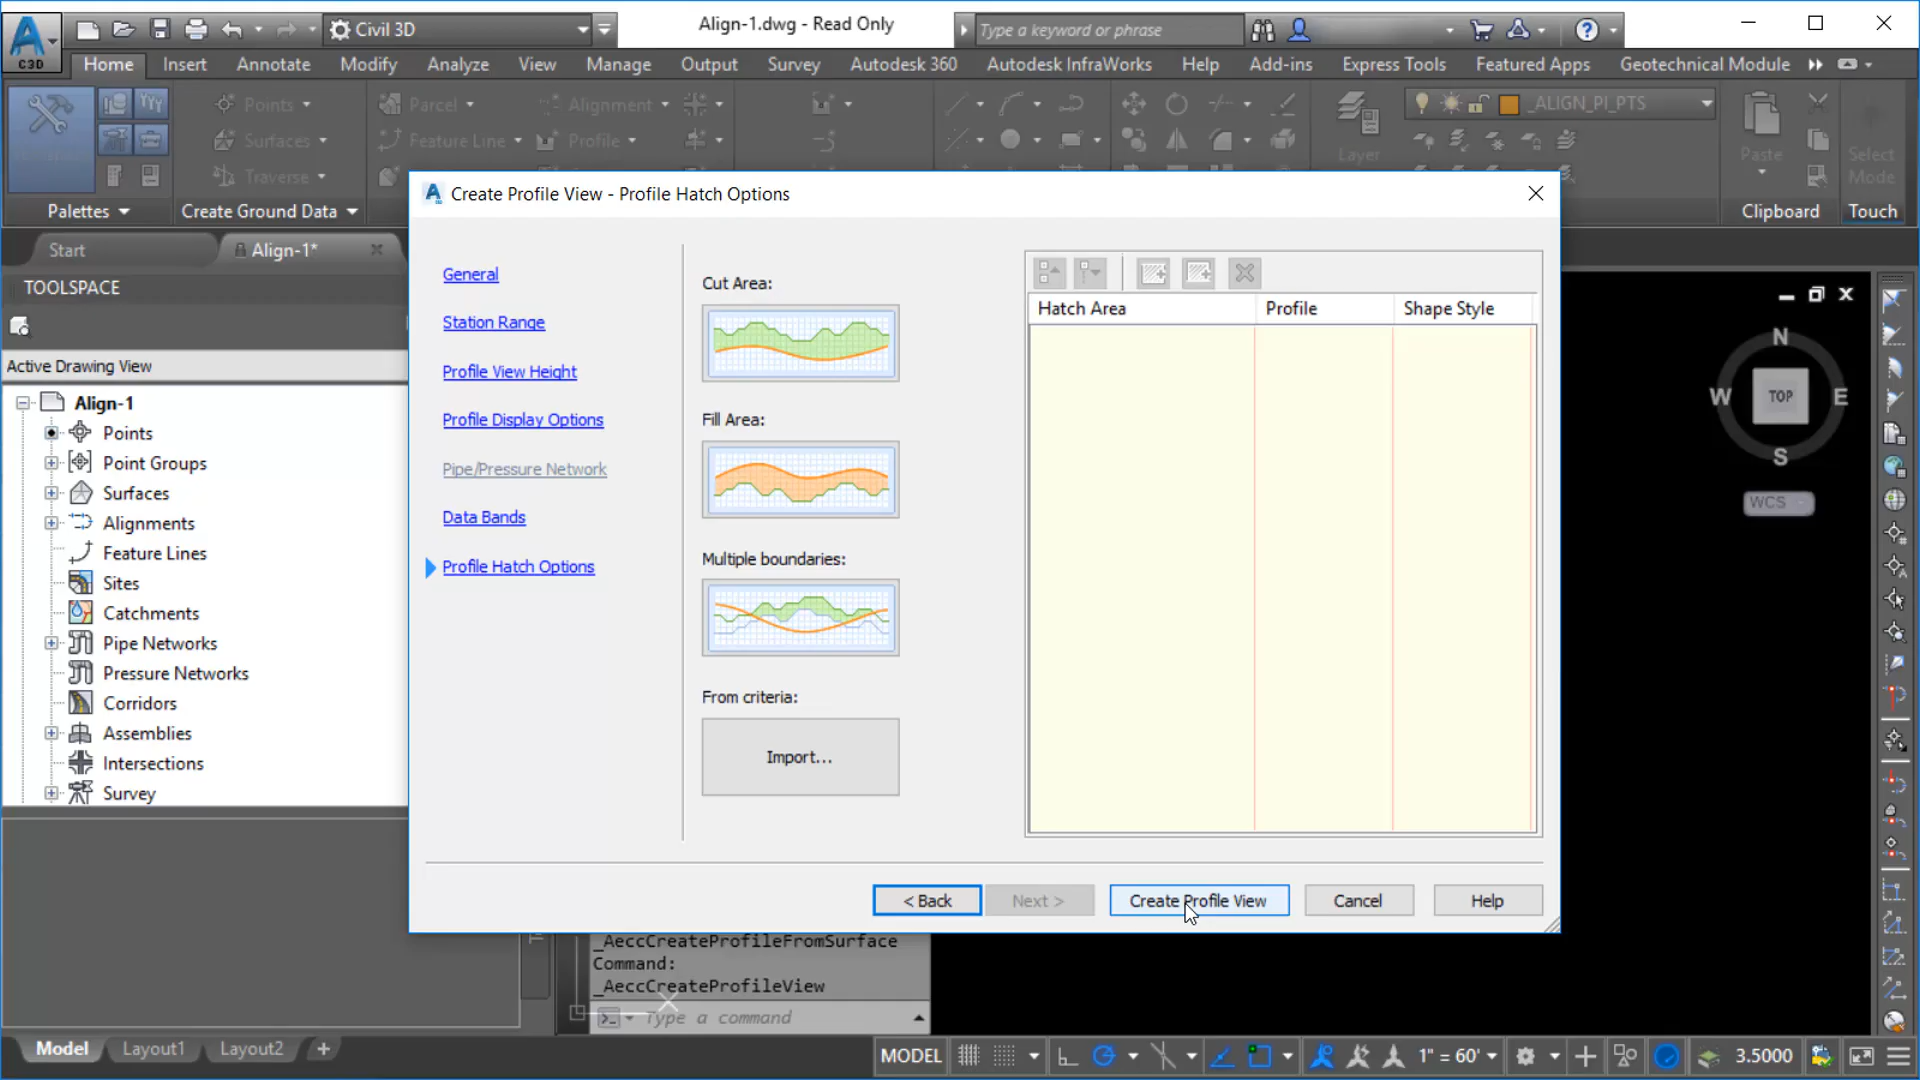 C3D
Civil 3D
Align-1.dwg - Read Only
Type a keyword or phrase
Home
Insert
Annotate
Modify
Analyze
View
Manage
Output
Survey
Autodesk 360
Autodesk InfraWorks
Help
Add-ins
Express Tools
Featured Apps
Geotechnical Module
Points
Parcel
Alignment
_ALIGN_PI_PTS
Surfaces
Feature Line
Profile
Traverse
Layer
Paste
Select
Mode
Palettes
Create Ground Data
Clipboard
Touch
Start
Align-1*
TOOLSPACE
Active Drawing View
Align-1
Points
Point Groups
Surfaces
Alignments
Feature Lines
Sites
Catchments
Pipe Networks
Pressure Networks
Corridors
Assemblies
Intersections
Survey
Create Profile View - Profile Hatch Options
General
Station Range
Profile View Height
Profile Display Options
Pipe/Pressure Network
Data Bands
Profile Hatch Options
Cut Area:
Fill Area:
Multiple boundaries:
From criteria:
Import...
Hatch Area
Profile
Shape Style
< Back
Next >
Create Profile View
Cancel
Help
N
W
TOP
E
S
WCS
_AeccCreateProfileFromSurface
Command:
_AeccCreateProfileView
Type a command
Model
Layout1
Layout2
+
MODEL
1" = 60'
3.5000